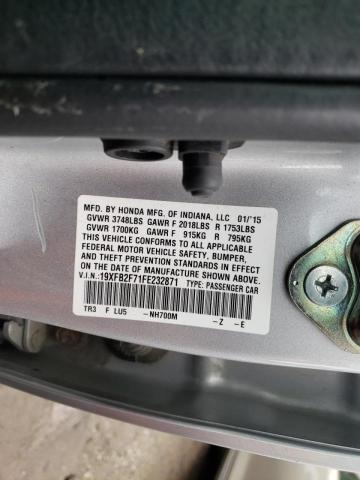 MFD. BY HONDA MFG. OF INDIANA, LLC 01/'15
GVWR 3748LBS GAWR F 2018LBS R 1753LBS
GVWR 1700KG GAWR F 915KG R 795KG
THIS VEHICLE CONFORMS TO ALL APPLICABLE
FEDERAL MOTOR VEHICLE SAFETY, BUMPER,
AND THEFT PREVENTION STANDARDS IN EFFECT
ON THE DATE OF MANUFACTURE SHOWN ABOVE.
V.I.N.:19XFB2F71FE232871 TYPE: PASSENGER CAR
TR3 F LU5 -NH700M -Z -E